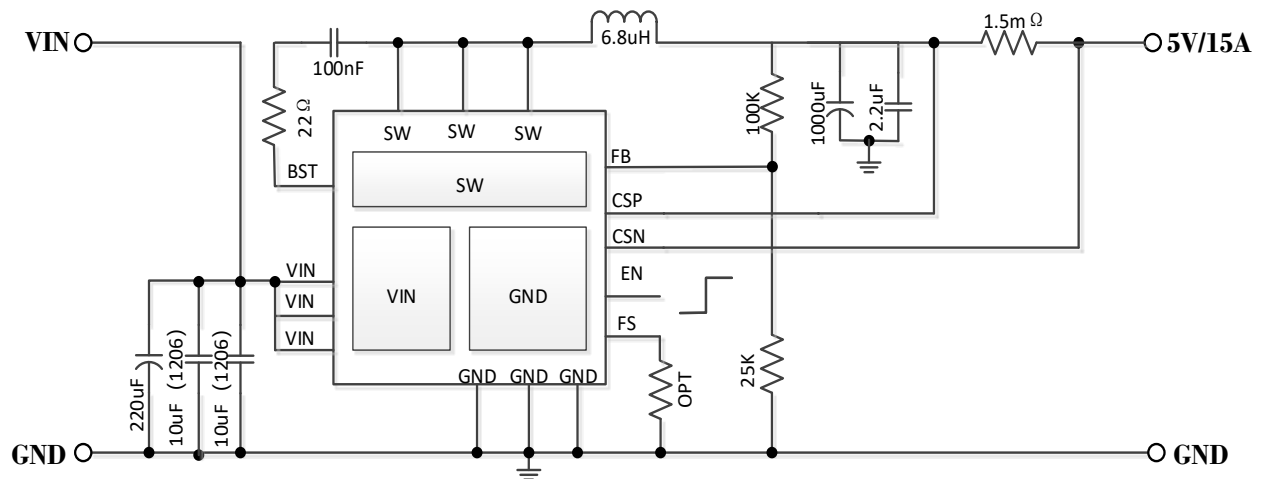 VIN
100nF
6.8uH
1.5mΩ
5V/15A
22Ω
SW
SW
SW
100K
1000uF
2.2uF
BST
FB
SW
CSP
CSN
VIN
VIN
VIN
VIN
GND
EN
FS
220uF
10uF (1206)
10uF (1206)
GND
GND
GND
OPT
25K
GND
GND